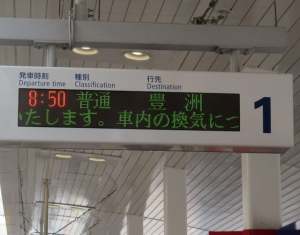 発車時刻 種別 行先
Departure time Classification Destination
8:50 普通 豊洲
いたします。車内の換気につ
1